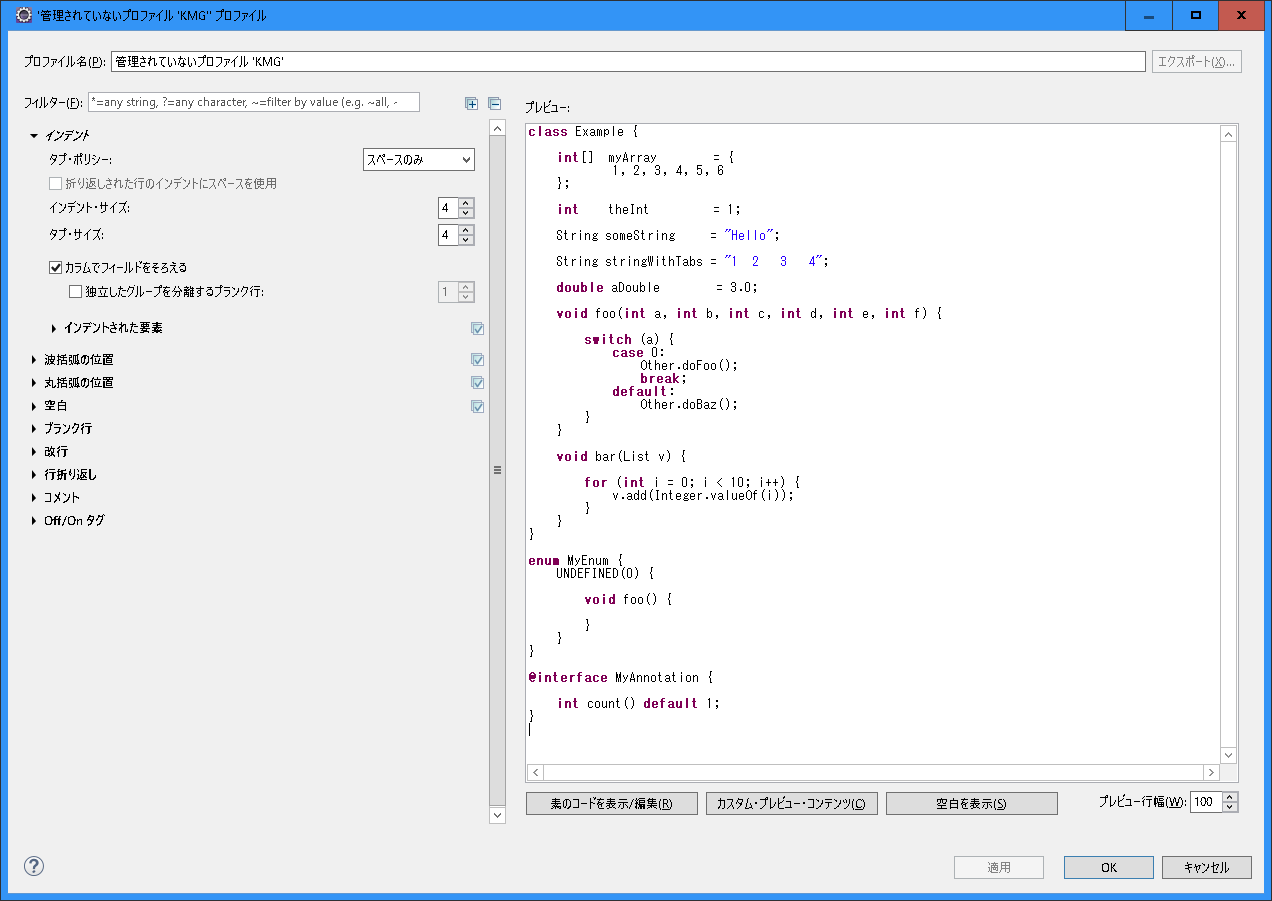 '管理されていないプロファイル 'KMG'' プロファイル
プロファイル名(P): 管理されていないプロファイル 'KMG' エクスポート(X)...
フィルター(F): *=any string, ?=any character, ~=filter by value (e.g. ~all, -
プレビュー:
インデント
タブ・ポリシー: スペースのみ
折り返しされた行のインデントにスペースを使用
インデント・サイズ: 4
タブ・サイズ: 4
カラムでフィールドをそろえる
独立したグループを分離するブランク行: 1
インデントされた要素
波括弧の位置
丸括弧の位置
空白
ブランク行
改行
行折り返し
コメント
Off/On タグ
class Example {
int[] myArray = {
1, 2, 3, 4, 5, 6
};
int theInt = 1;
String someString = "Hello";
String stringWithTabs = "1 2 3 4";
double aDouble = 3.0;
void foo(int a, int b, int c, int d, int e, int f) {
switch (a) {
case 0:
Other.doFoo();
break;
default:
Other.doBaz();
}
}
void bar(List v) {
for (int i = 0; i < 10; i++) {
v.add(Integer.valueOf(i));
}
}
}
enum MyEnum {
UNDEFINED(0) {
void foo() {
}
}
}
@interface MyAnnotation {
int count() default 1;
}
素のコードを表示/編集(R) カスタム・プレビュー・コンテンツ(C) 空白を表示(S) プレビュー行幅(W): 100
? 適用 OK キャンセル